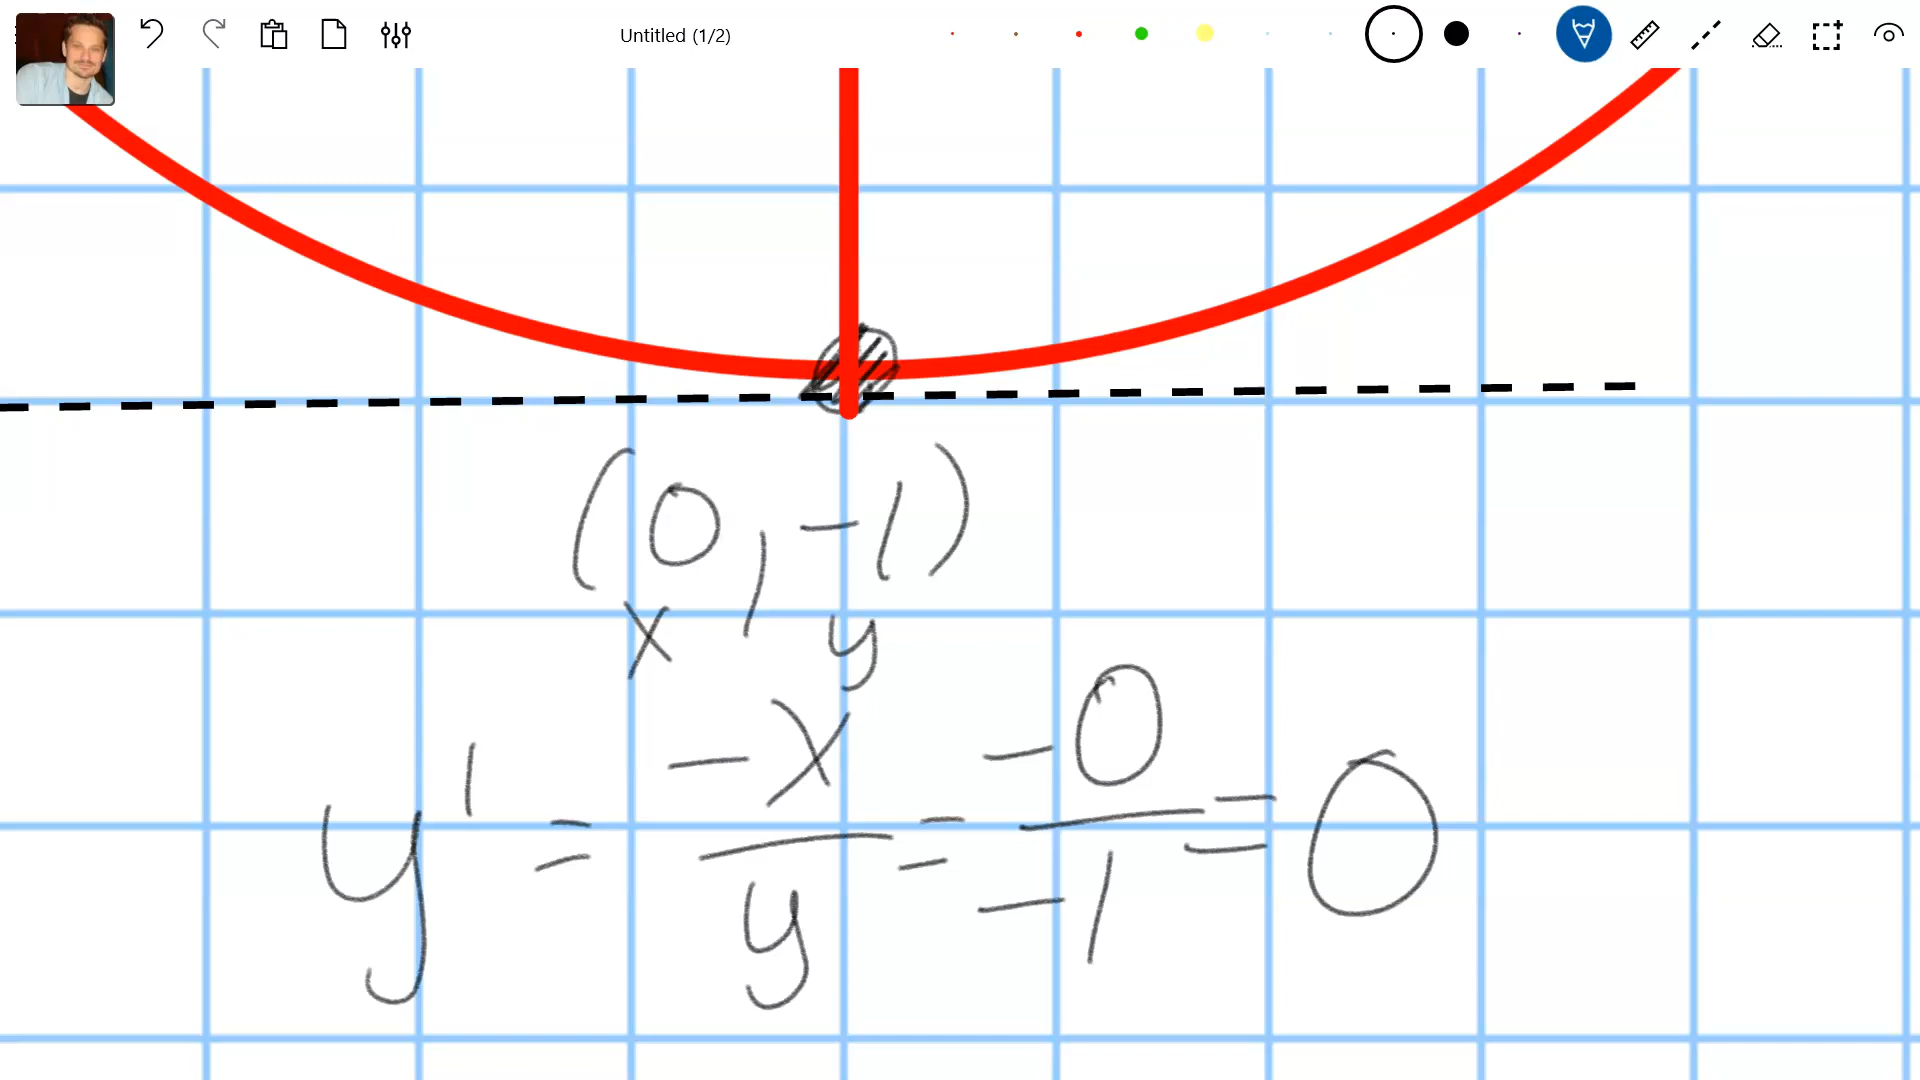 Untitled (1/2)
(0, -1)
x y
y' = -x/y = -0/-1 = 0